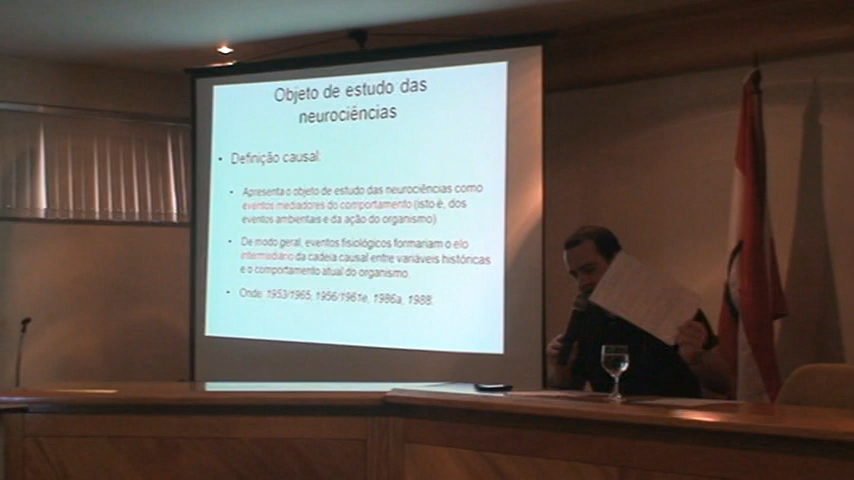 Objeto de estudo das
neurociências
• Definição causal:
• Apresenta o objeto de estudo das neurociências como
eventos mediadores do comportamento (isto é, dos
eventos ambientais e da ação do organismo)
• De modo geral, eventos fisiológicos formariam o elo
intermediário da cadeia causal entre variáveis históricas
e o comportamento atual do organismo.
• Onde: 1953/1965, 1956/1961e, 1986a, 1988.